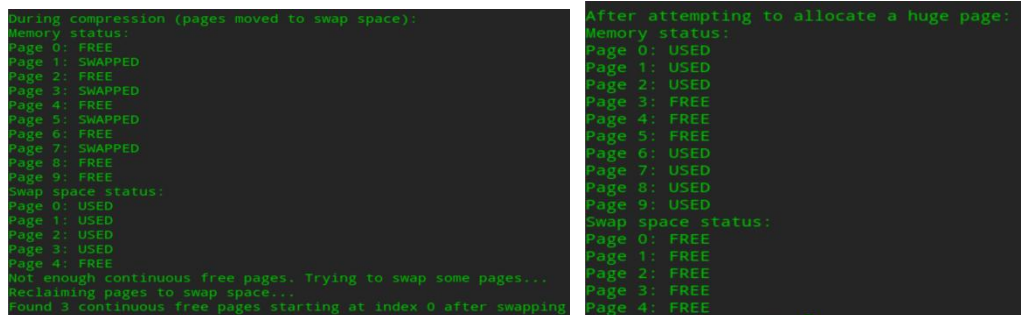 During compression (pages moved to swap space):
Memory status:
Page 0: FREE
Page 1: SWAPPED
Page 2: FREE
Page 3: SWAPPED
Page 4: FREE
Page 5: SWAPPED
Page 6: FREE
Page 7: SWAPPED
Page 8: FREE
Page 9: FREE
Swap space status:
Page 0: USED
Page 1: USED
Page 2: USED
Page 3: USED
Page 4: FREE
Not enough continuous free pages. Trying to swap some pages...
Reclaiming pages to swap space...
Found 3 continuous free pages starting at index 0 after swapping
After attempting to allocate a huge page:
Memory status:
Page 0: USED
Page 1: USED
Page 2: USED
Page 3: FREE
Page 4: FREE
Page 5: FREE
Page 6: USED
Page 7: USED
Page 8: USED
Page 9: USED
Swap space status:
Page 0: FREE
Page 1: FREE
Page 2: FREE
Page 3: FREE
Page 4: FREE